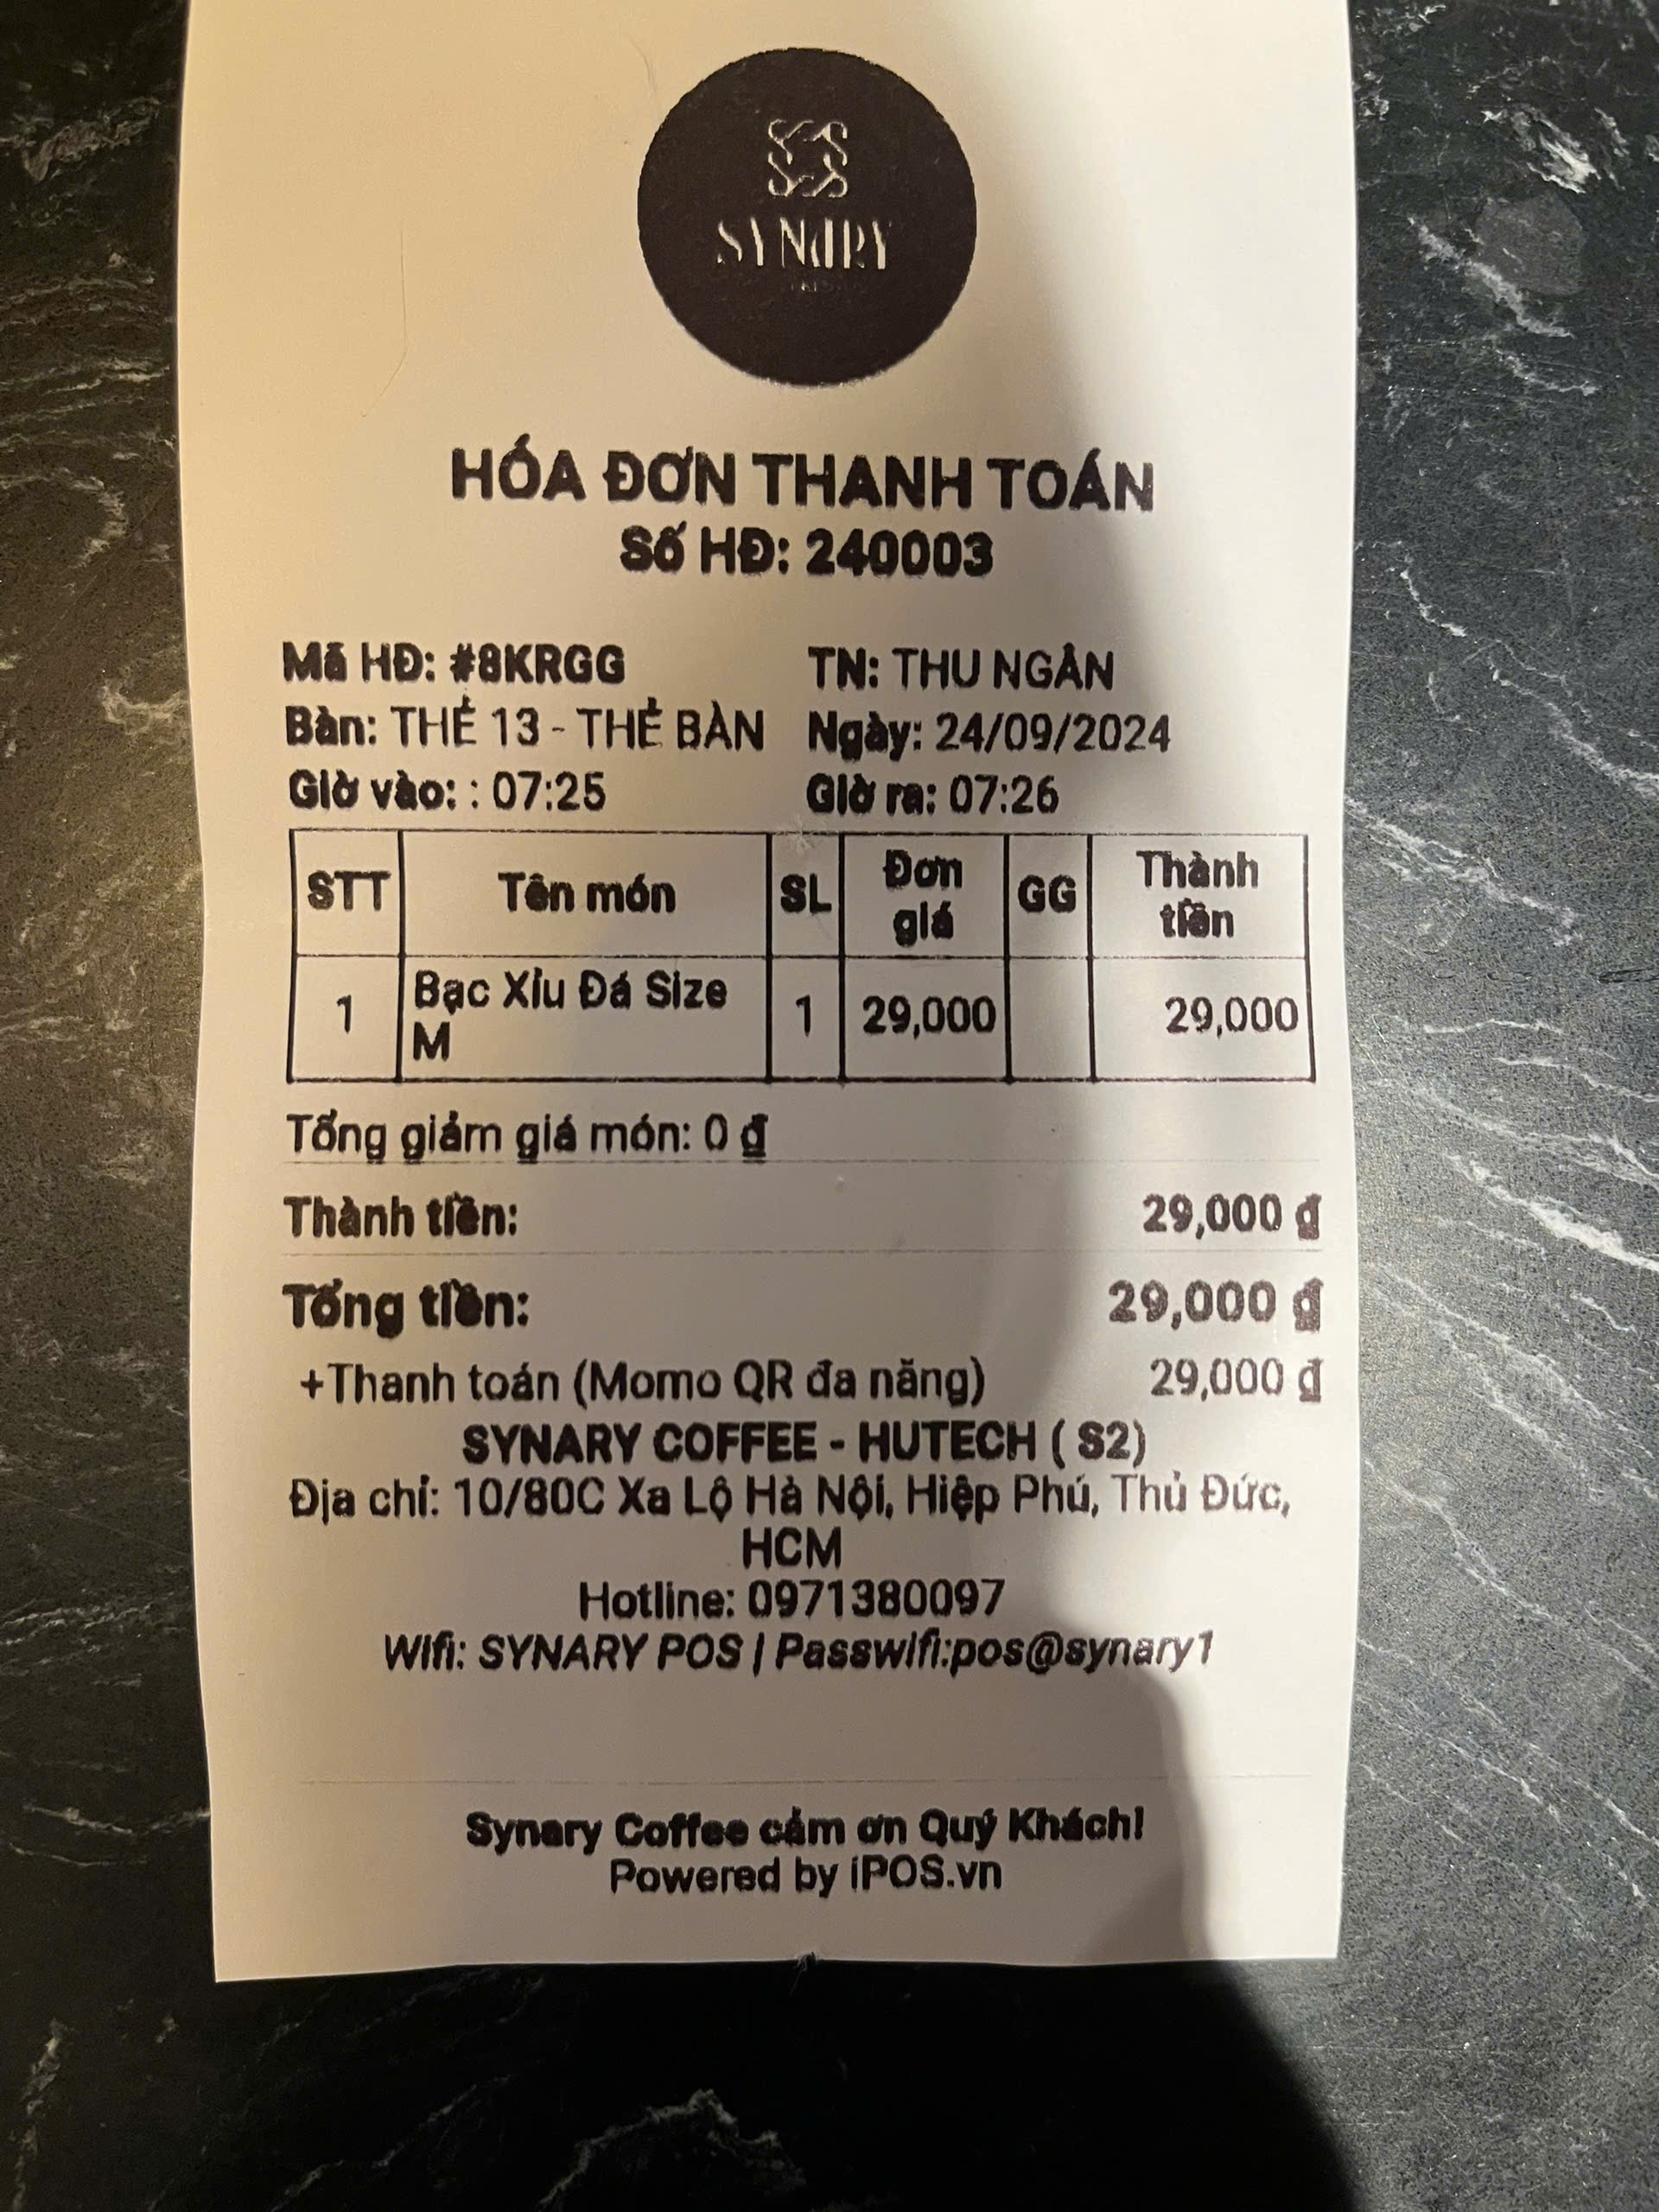 SYNARY
HÓA ĐƠN THANH TOÁN
Số HĐ: 240003
Mã HĐ: #8KRGG TN: THU NGÂN
Bàn: THẺ 13 - THẺ BÀN Ngày: 24/09/2024
Giờ vào: : 07:25 Giờ ra: 07:26
STT Tên món SL Đơn giá GG Thành tiền
1 Bạc Xỉu Đá Size M 1 29,000 29,000
Tổng giảm giá món: 0 ₫
Thành tiền: 29,000 ₫
Tổng tiền: 29,000 ₫
+Thanh toán (Momo QR đa năng) 29,000 ₫
SYNARY COFFEE - HUTECH ( S2)
Địa chỉ: 10/80C Xa Lộ Hà Nội, Hiệp Phú, Thủ Đức,
HCM
Hotline: 0971380097
Wifi: SYNARY POS | Passwifi:pos@synary1
Synary Coffee cảm ơn Quý Khách!
Powered by iPOS.vn